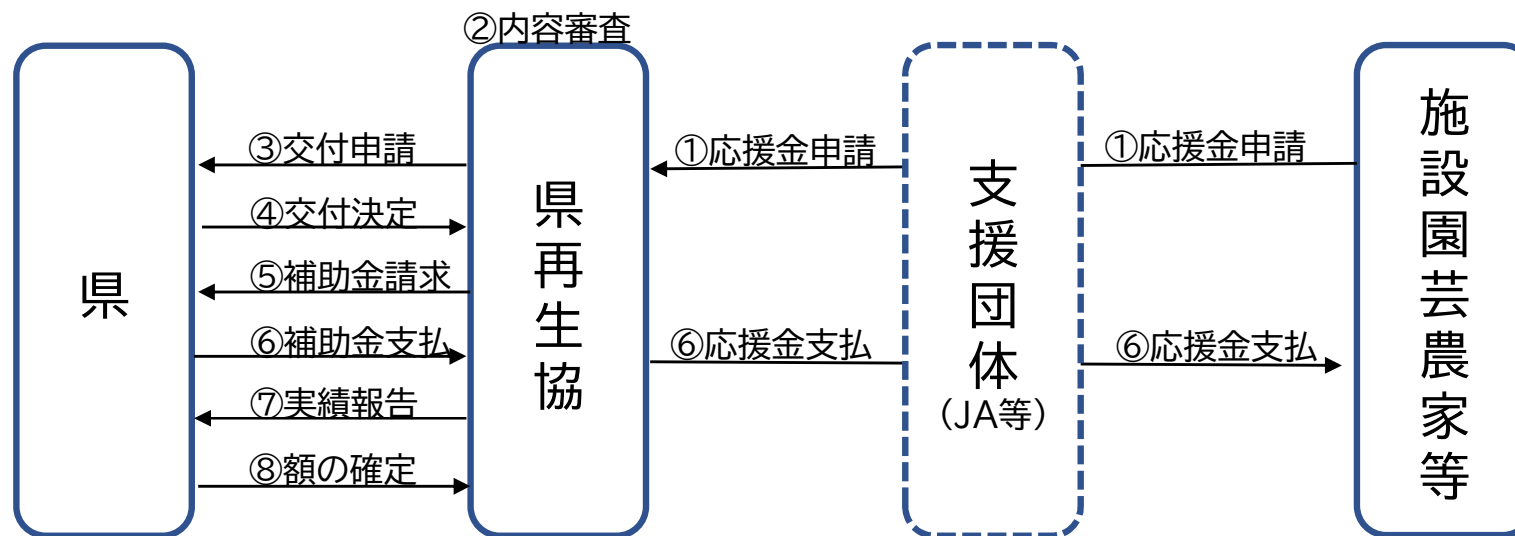 ②内容審査
県
③交付申請
④交付決定
⑤補助金請求
⑥補助金支払
⑦実績報告
⑧額の確定
県再生協
①応援金申請
⑥応援金支払
支援団体
（JA等）
①応援金申請
⑥応援金支払
施設園芸農家等